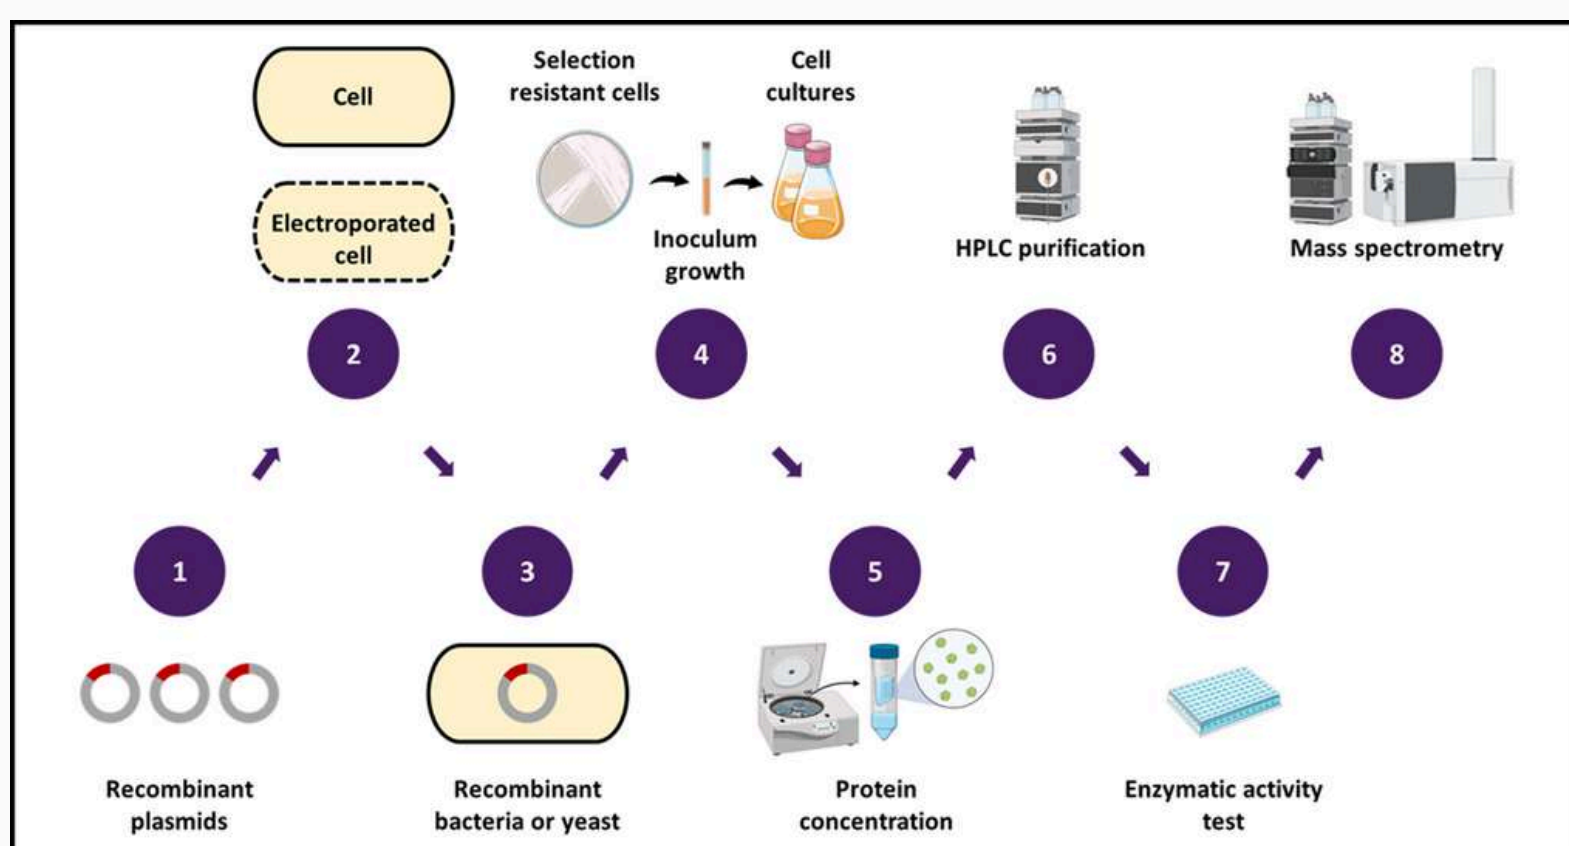 Cell
Electroporated
cell
2
Selection
resistant cells
Inoculum
growth
Cell
cultures
4
HPLC purification
6
Mass spectrometry
8
1
Recombinant
plasmids
3
Recombinant
bacteria or yeast
5
Protein
concentration
7
Enzymatic activity
test